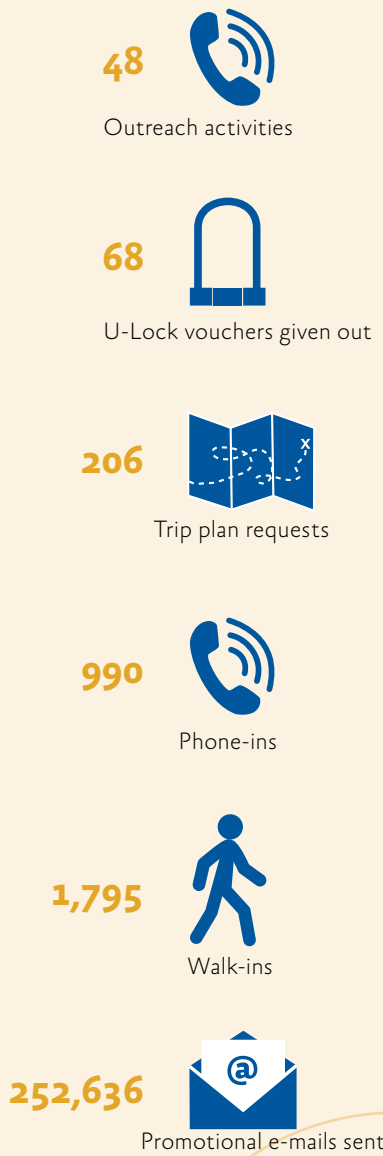 48
Outreach activities
68
U-Lock vouchers given out
206
x
Trip plan requests
990
Phone-ins
1,795
Walk-ins
252,636
@
Promotional e-mails sent